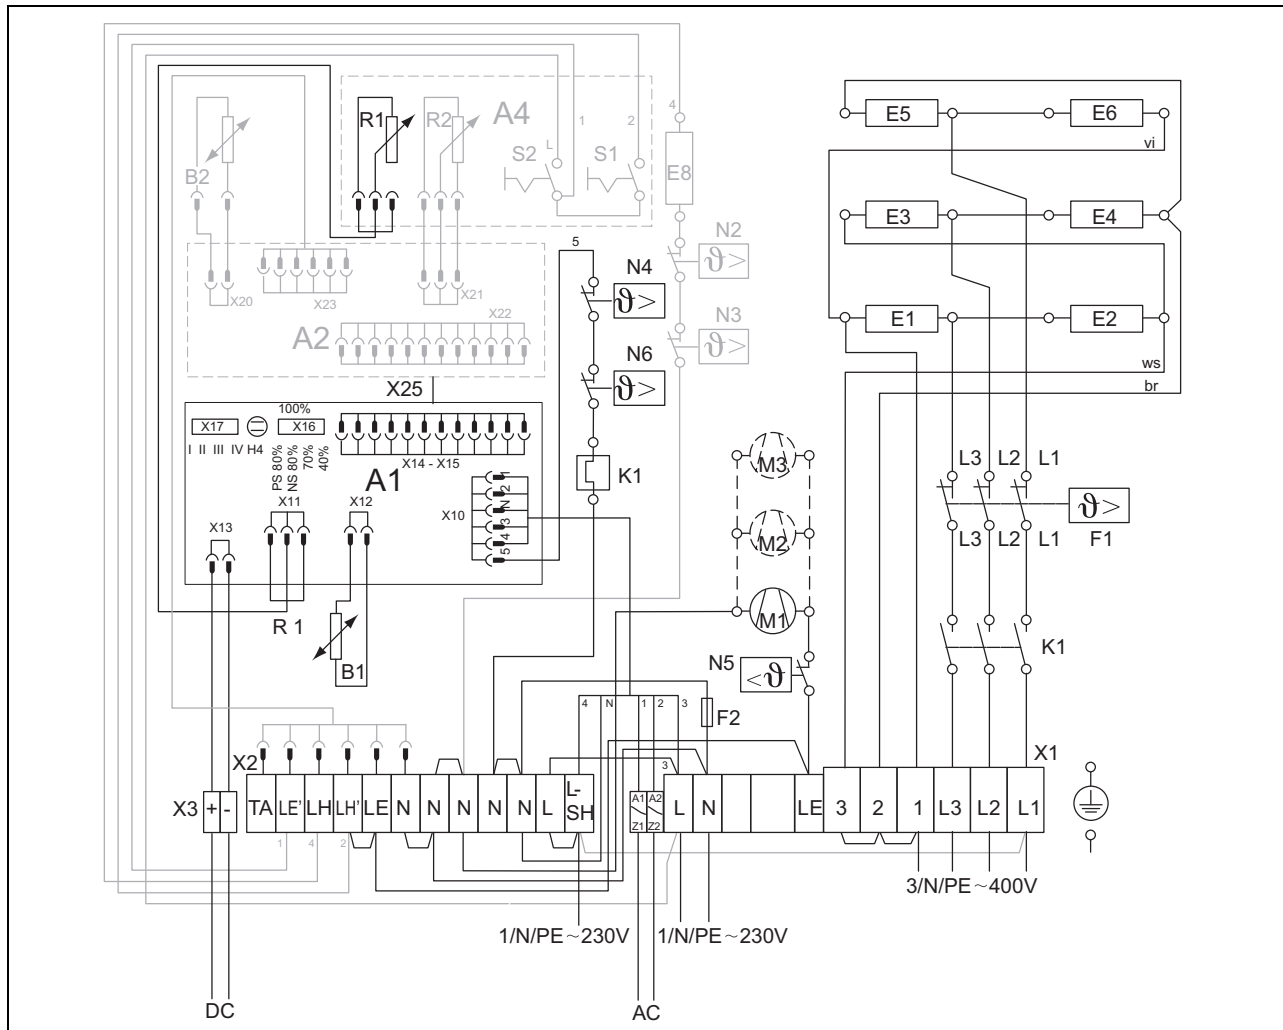 4
1
2
R1
R2
A4
S2
L
S1
E8
B2
N2
ϑ>
N3
ϑ>
5
N4
ϑ>
N6
ϑ>
X20
X23
X21
X22
A2
X25
E5
E6
vi
E3
E4
E1
E2
ws
br
X17
100%
X16
I II III IV H4
PS 80%
NS 80%
70%
40%
X14 - X15
A1
X11
X12
X13
X10
1
2
N
3
4
5
K1
M3
M2
M1
L3 L2 L1
ϑ>
F1
L3 L2 L1
R 1
B1
N5
<ϑ
K1
4 N 1 2 3
F2
X2
3
X1
X3
+ -
TA LE' LH LH' LE N N N N N L L-SH
A1 A2
Z1 Z2
L N LE 3 2 1 L3 L2 L1
1 4 2
3/N/PE~400V
1/N/PE~230V
1/N/PE~230V
DC
AC